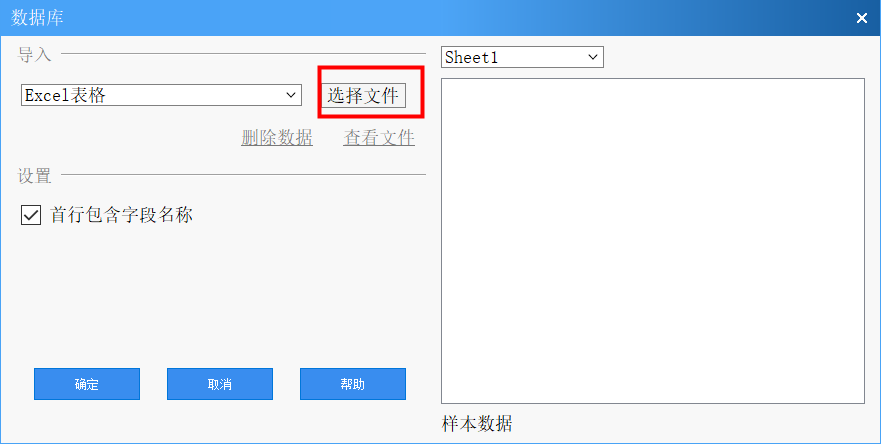 数据库
导入
Excel表格
选择文件
删除数据
查看文件
设置
首行包含字段名称
确定
取消
帮助
Sheet1
样本数据